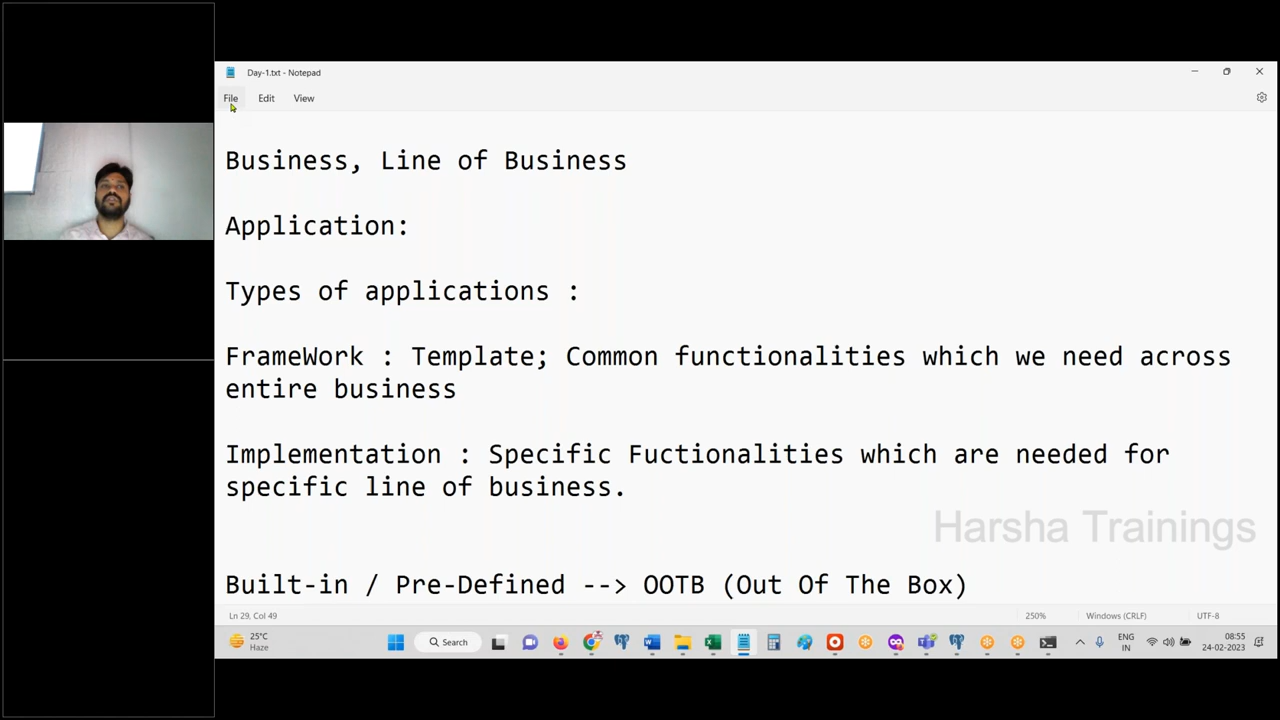 Day-1.txt - Notepad
File Edit View
Business, Line of Business
Application:
Types of applications :
FrameWork : Template; Common functionalities which we need across
entire business
Implementation : Specific Fuctionalities which are needed for
specific line of business.
Harsha Trainings
Built-in / Pre-Defined --> OOTB (Out Of The Box)
Ln 29, Col 49 250% Windows (CRLF) UTF-8
25°C
Haze
Search
ENG
IN
08:55
24-02-2023